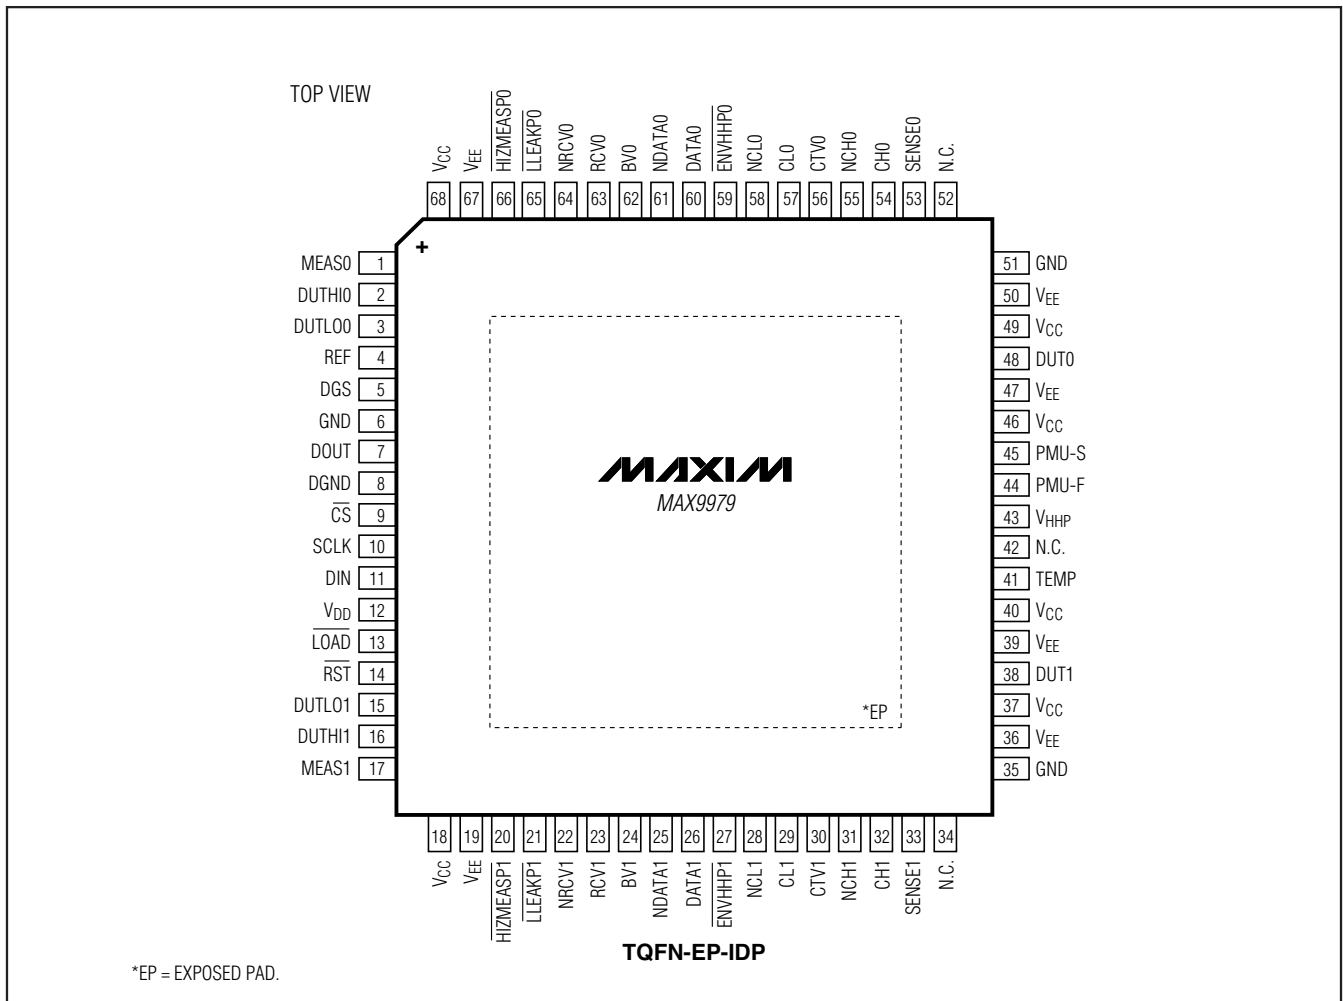 TOP VIEW
VCC
VEE
HIZMEASP0
LLEAKP0
NRCV0
RCV0
BV0
NDATA0
DATA0
ENVHHP0
NCL0
CL0
CTV0
NCH0
CH0
SENSE0
N.C.
68 67 66 65 64 63 62 61 60 59 58 57 56 55 54 53 52
+
MEAS0 1
DUTHI0 2
DUTLO0 3
REF 4
DGS 5
GND 6
DOUT 7
DGND 8
CS 9
SCLK 10
DIN 11
VDD 12
LOAD 13
RST 14
DUTLO1 15
DUTHI1 16
MEAS1 17
MAXIM
MAX9979
*EP
51 GND
50 VEE
49 VCC
48 DUT0
47 VEE
46 VCC
45 PMU-S
44 PMU-F
43 VHHP
42 N.C.
41 TEMP
40 VCC
39 VEE
38 DUT1
37 VCC
36 VEE
35 GND
18 19 20 21 22 23 24 25 26 27 28 29 30 31 32 33 34
VCC
VEE
HIZMEASP1
LLEAKP1
NRCV1
RCV1
BV1
NDATA1
DATA1
ENVHHP1
NCL1
CL1
CTV1
NCH1
CH1
SENSE1
N.C.
TQFN-EP-IDP
*EP = EXPOSED PAD.